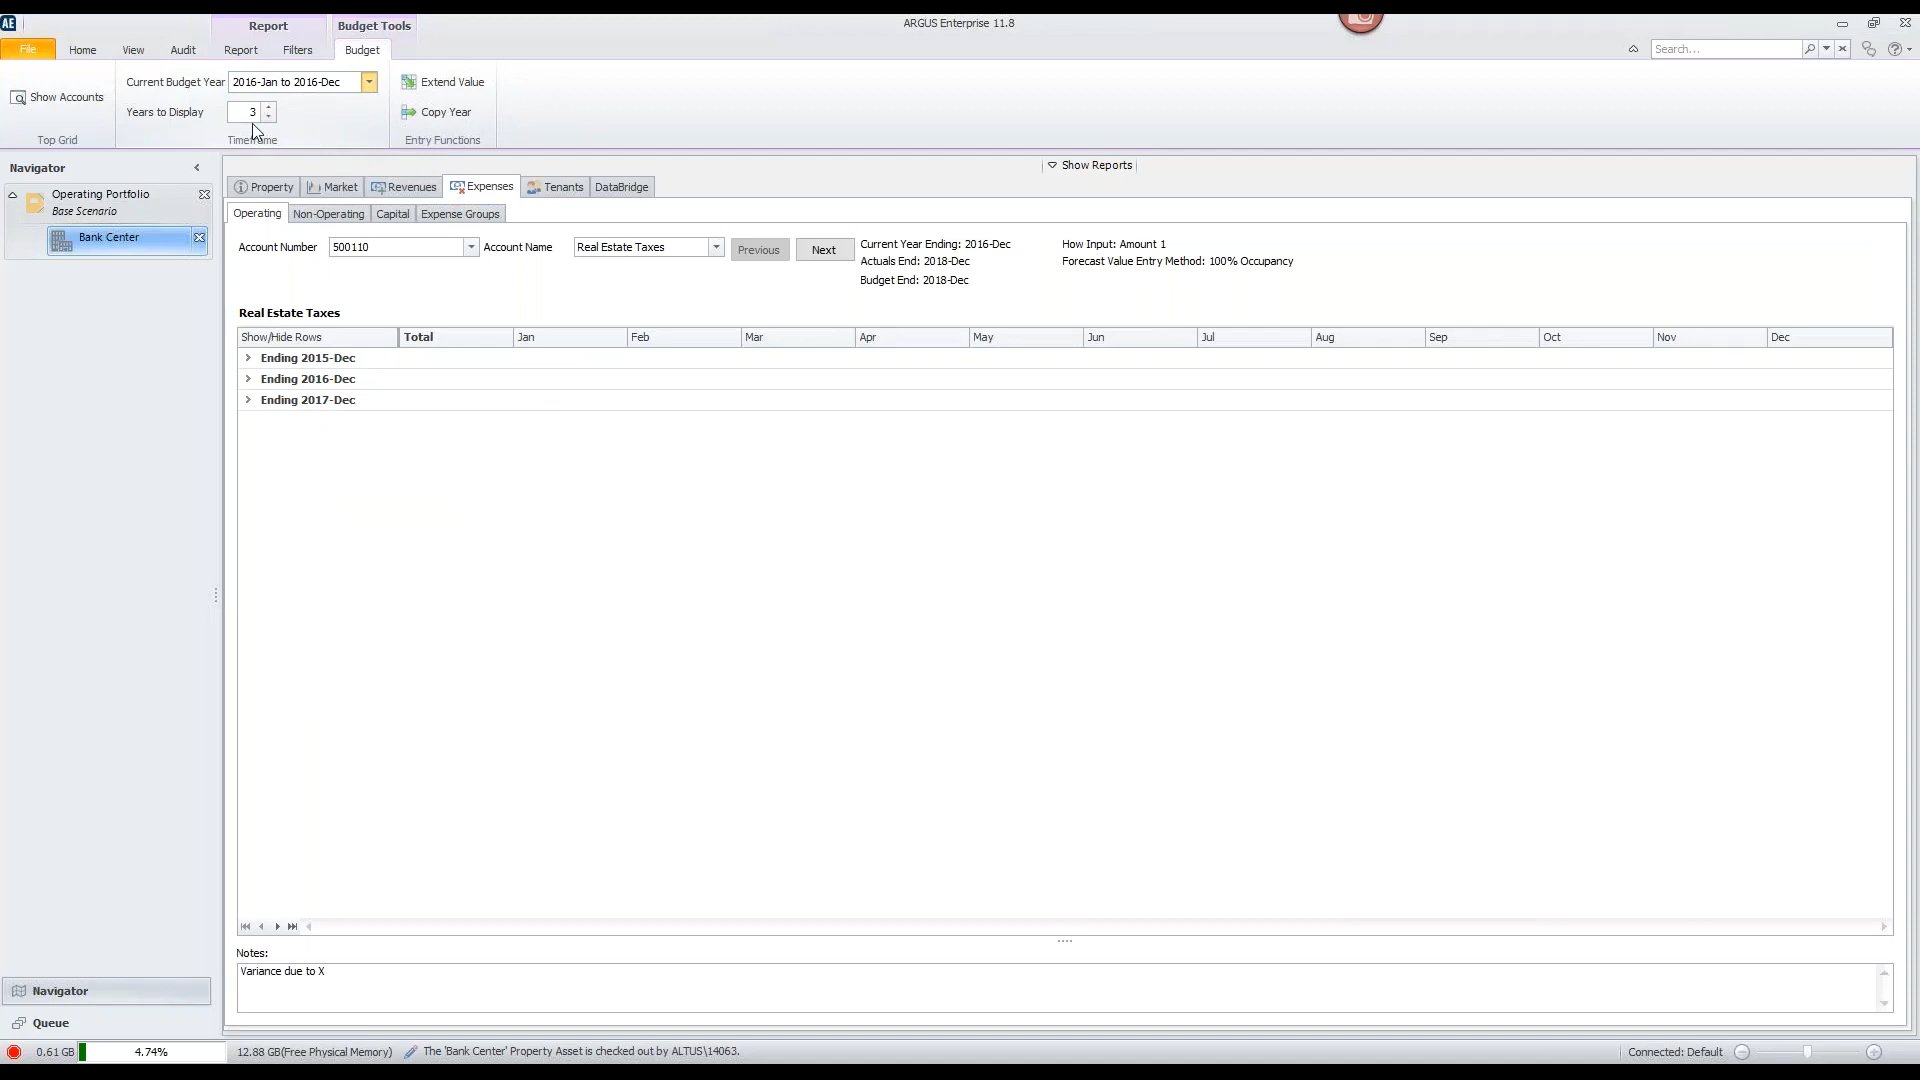 AE
Report
Budget Tools
ARGUS Enterprise 11.8
File
Home
View
Audit
Report
Filters
Budget
Search...
Show Accounts
Current Budget Year
2016-Jan to 2016-Dec
Years to Display
3
Extend Value
Copy Year
Top Grid
Timeframe
Entry Functions
Navigator
Operating Portfolio
Base Scenario
Bank Center
Show Reports
Property
Market
Revenues
Expenses
Tenants
DataBridge
Operating
Non-Operating
Capital
Expense Groups
Account Number
500110
Account Name
Real Estate Taxes
Previous
Next
Current Year Ending: 2016-Dec
Actuals End: 2018-Dec
Budget End: 2018-Dec
How Input: Amount 1
Forecast Value Entry Method: 100% Occupancy
Real Estate Taxes
Show/Hide Rows
Total
Jan
Feb
Mar
Apr
May
Jun
Jul
Aug
Sep
Oct
Nov
Dec
Ending 2015-Dec
Ending 2016-Dec
Ending 2017-Dec
Notes:
Variance due to X
Navigator
Queue
0.61 GB
4.74%
12.88 GB(Free Physical Memory)
The 'Bank Center' Property Asset is checked out by ALTUS\14063.
Connected: Default